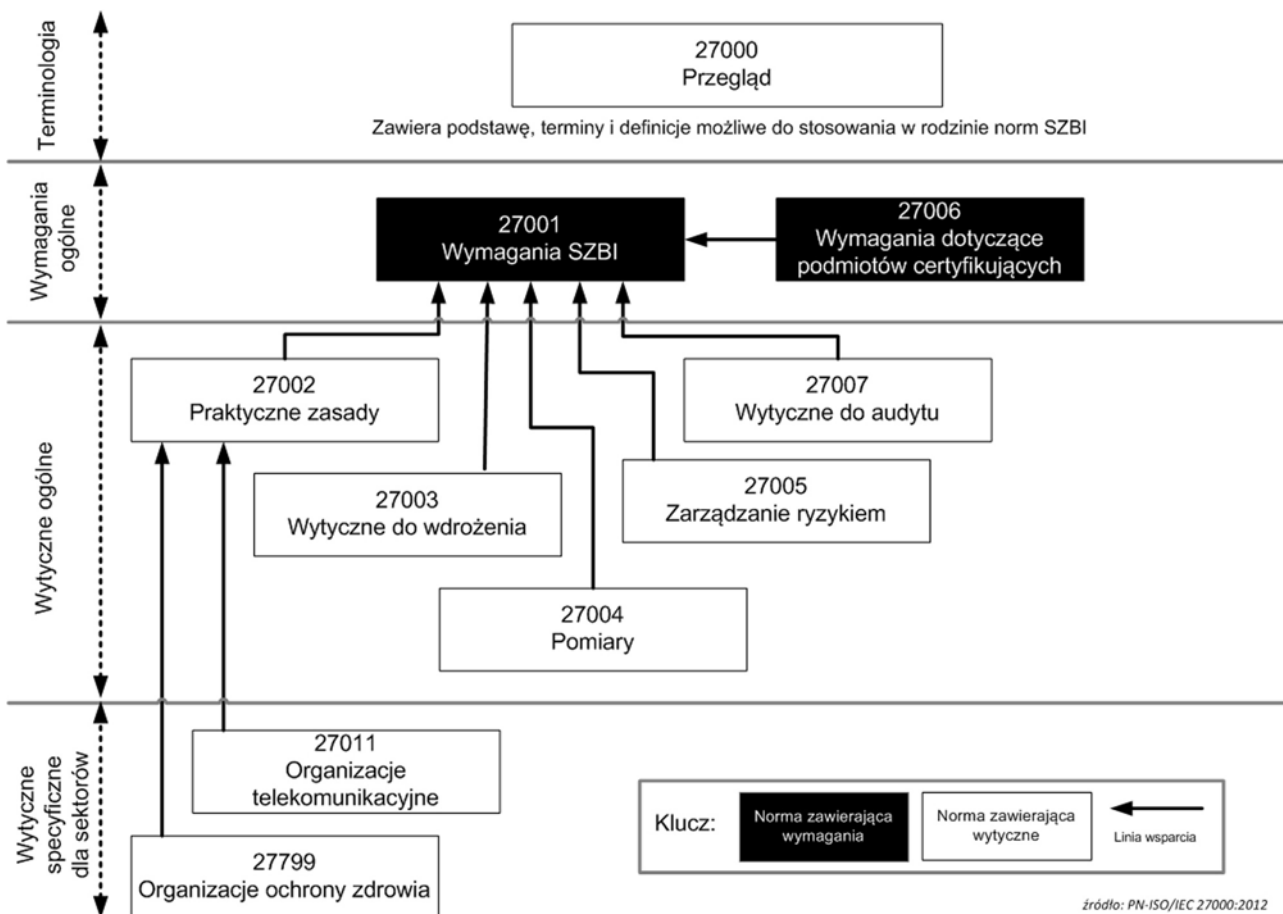 Terminologia
27000
Przegląd
Zawiera podstawę, terminy i definicje możliwe do stosowania w rodzinie norm SZBI
Wymagania
ogólne
27001
Wymagania SZBI
27006
Wymagania dotyczące
podmiotów certyfikujących
Wytyczne ogólne
27002
Praktyczne zasady
27007
Wytyczne do audytu
27003
Wytyczne do wdrożenia
27005
Zarządzanie ryzykiem
27004
Pomiary
Wytyczne
specyficzne
dla sektorów
27011
Organizacje
telekomunikacyjne
27799
Organizacje ochrony zdrowia
Klucz:
Norma zawierająca
wymagania
Norma zawierająca
wytyczne
Linia wsparcia
źródło: PN-ISO/IEC 27000:2012